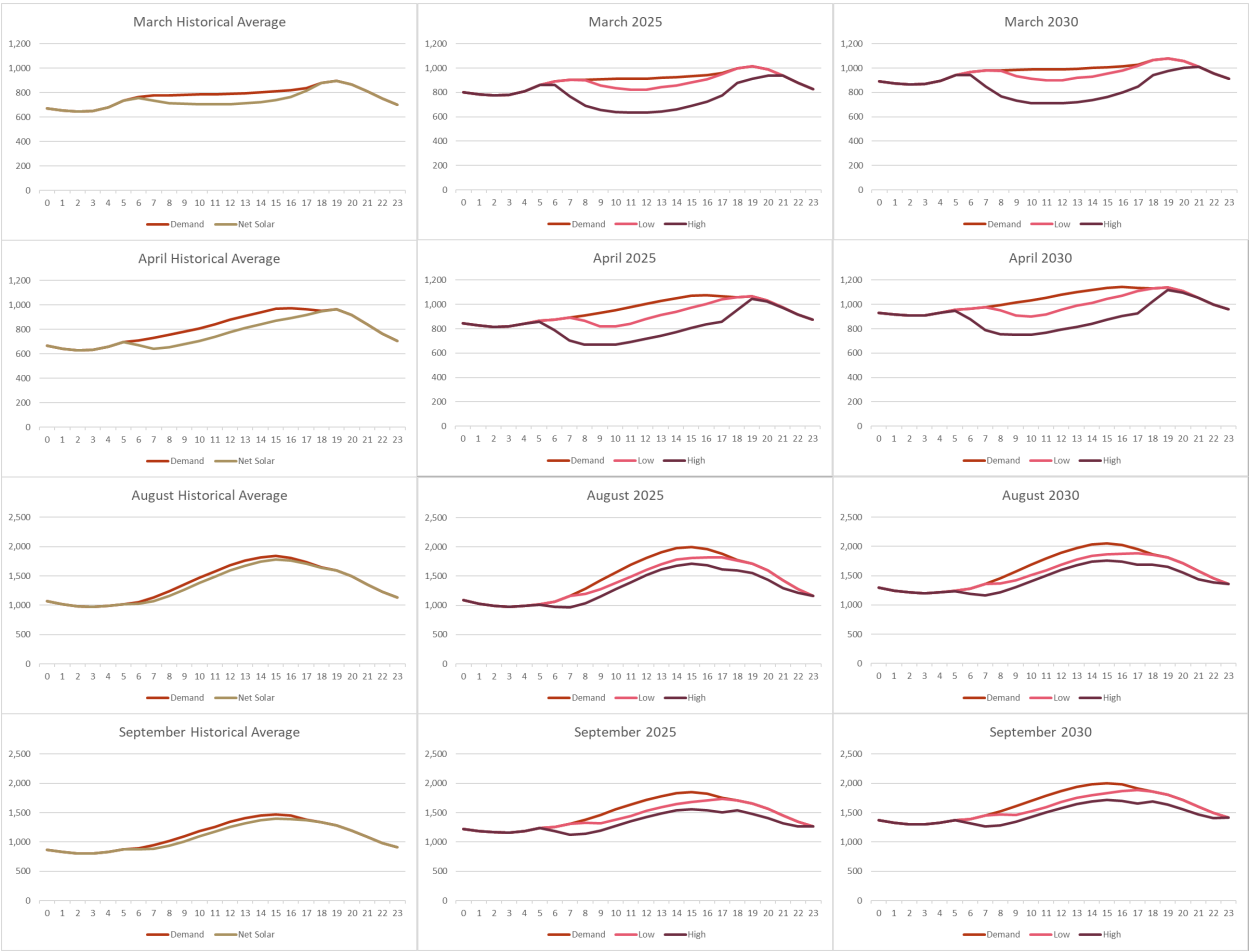 March Historical Average
1,200
1,000
800
600
400
200
0
0 1 2 3 4 5 6 7 8 9 10 11 12 13 14 15 16 17 18 19 20 21 22 23
Demand Net Solar
March 2025
1,200
1,000
800
600
400
200
0
0 1 2 3 4 5 6 7 8 9 10 11 12 13 14 15 16 17 18 19 20 21 22 23
Demand Low High
March 2030
1,200
1,000
800
600
400
200
0
0 1 2 3 4 5 6 7 8 9 10 11 12 13 14 15 16 17 18 19 20 21 22 23
Demand Low High
April Historical Average
1,200
1,000
800
600
400
200
0
0 1 2 3 4 5 6 7 8 9 10 11 12 13 14 15 16 17 18 19 20 21 22 23
Demand Net Solar
April 2025
1,200
1,000
800
600
400
200
0
0 1 2 3 4 5 6 7 8 9 10 11 12 13 14 15 16 17 18 19 20 21 22 23
Demand Low High
April 2030
1,200
1,000
800
600
400
200
0
0 1 2 3 4 5 6 7 8 9 10 11 12 13 14 15 16 17 18 19 20 21 22 23
Demand Low High
August Historical Average
2,500
2,000
1,500
1,000
500
0
0 1 2 3 4 5 6 7 8 9 10 11 12 13 14 15 16 17 18 19 20 21 22 23
Demand Net Solar
August 2025
2,500
2,000
1,500
1,000
500
0
0 1 2 3 4 5 6 7 8 9 10 11 12 13 14 15 16 17 18 19 20 21 22 23
Demand Low High
August 2030
2,500
2,000
1,500
1,000
500
0
0 1 2 3 4 5 6 7 8 9 10 11 12 13 14 15 16 17 18 19 20 21 22 23
Demand Low High
September Historical Average
2,500
2,000
1,500
1,000
500
0
0 1 2 3 4 5 6 7 8 9 10 11 12 13 14 15 16 17 18 19 20 21 22 23
Demand Net Solar
September 2025
2,500
2,000
1,500
1,000
500
0
0 1 2 3 4 5 6 7 8 9 10 11 12 13 14 15 16 17 18 19 20 21 22 23
Demand Low High
September 2030
2,500
2,000
1,500
1,000
500
0
0 1 2 3 4 5 6 7 8 9 10 11 12 13 14 15 16 17 18 19 20 21 22 23
Demand Low High